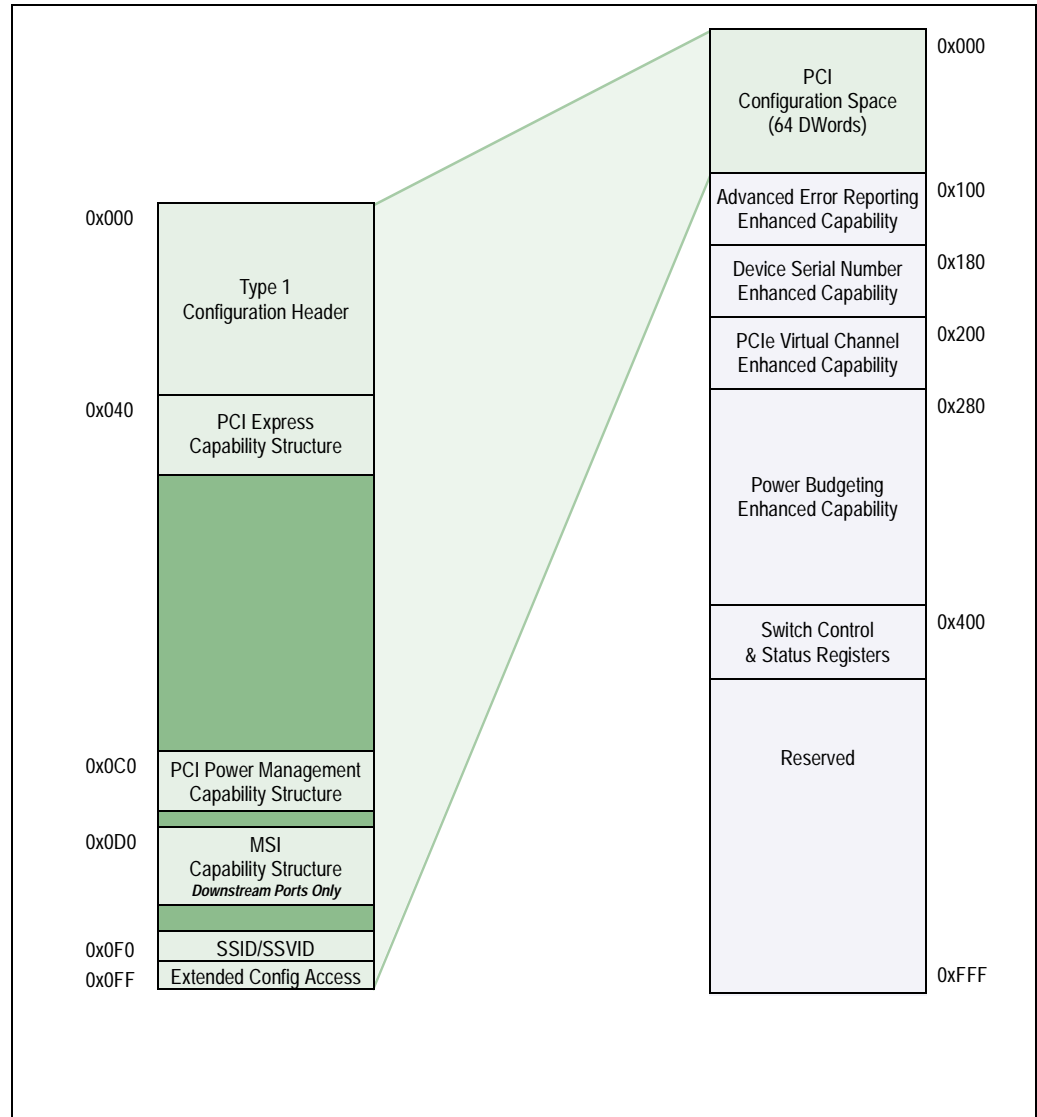 0x000
Type 1
Configuration Header
0x040
PCI Express
Capability Structure
0x0C0
PCI Power Management
Capability Structure
0x0D0
MSI
Capability Structure
Downstream Ports Only
0x0F0
SSID/SSVID
0x0FF
Extended Config Access
PCI
Configuration Space
(64 DWords)
0x000
Advanced Error Reporting
Enhanced Capability
0x100
Device Serial Number
Enhanced Capability
0x180
PCIe Virtual Channel
Enhanced Capability
0x200
Power Budgeting
Enhanced Capability
0x280
Switch Control
& Status Registers
0x400
Reserved
0xFFF